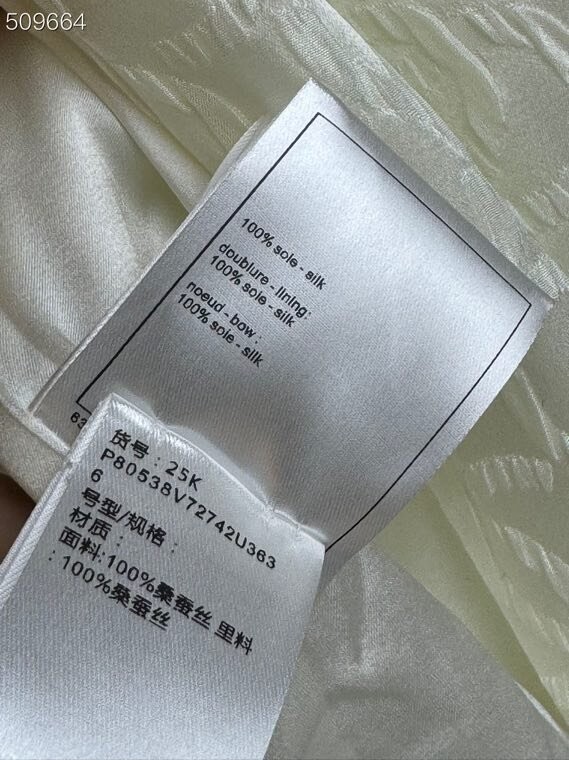 509664
100% soie - silk
doublure - lining:
100% soie - silk
noeud - bow:
100% soie - silk
货号: 25K
P80538V72742U363
6
号型/规格:
材质:
面料:100%桑蚕丝 里料
:100%桑蚕丝